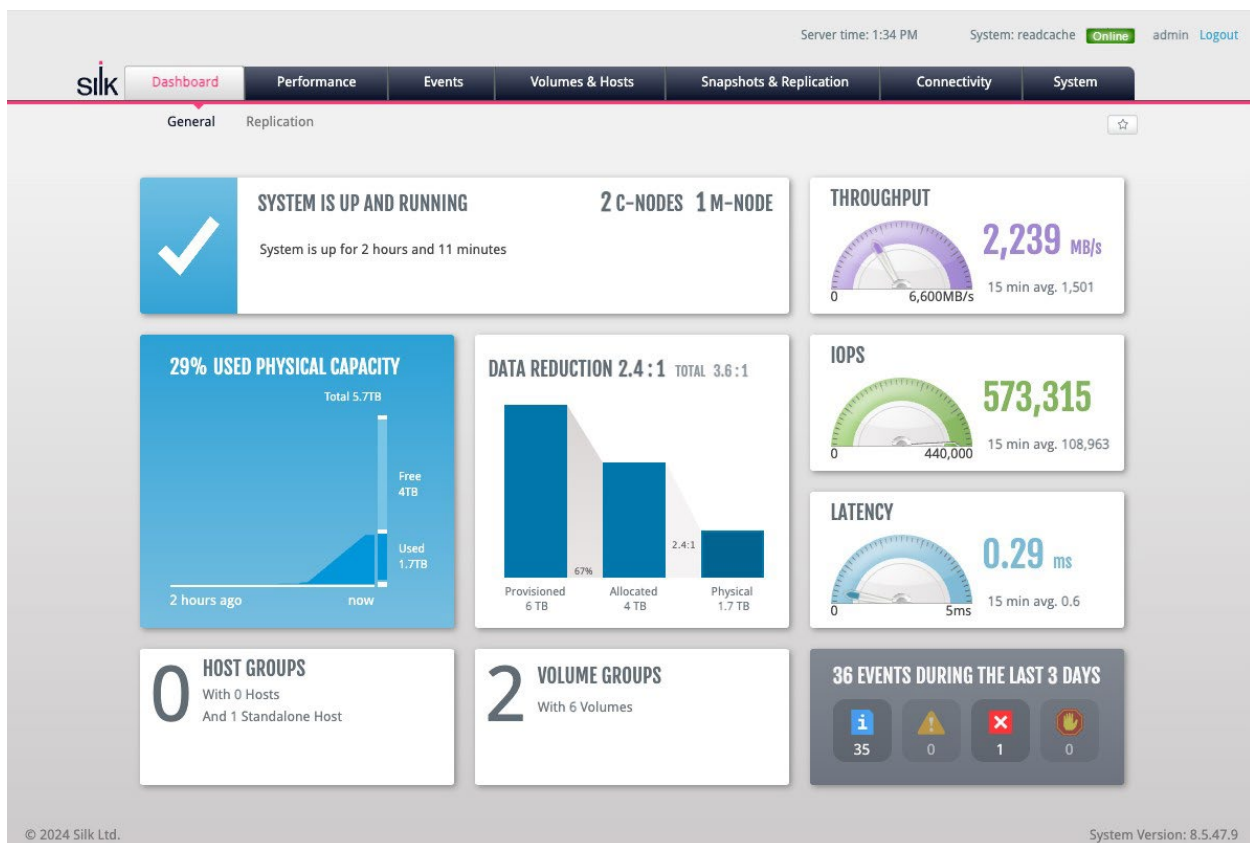 Server time: 1:34 PM System: readcache Online admin Logout
silk Dashboard Performance Events Volumes & Hosts Snapshots & Replication Connectivity System
General Replication
SYSTEM IS UP AND RUNNING 2 C-NODES 1 M-NODE
System is up for 2 hours and 11 minutes
THROUGHPUT
2,239 MB/s
15 min avg. 1,501
0 6,600MB/s
29% USED PHYSICAL CAPACITY
Total 5.7TB
Free
4TB
Used
1.7TB
2 hours ago now
DATA REDUCTION 2.4 : 1 TOTAL 3.6 : 1
2.4:1
67%
Provisioned Allocated Physical
6 TB 4 TB 1.7 TB
IOPS
573,315
15 min avg. 108,963
0 440,000
LATENCY
0.29 ms
15 min avg. 0.6
0 5ms
0 HOST GROUPS
With 0 Hosts
And 1 Standalone Host
2 VOLUME GROUPS
With 6 Volumes
36 EVENTS DURING THE LAST 3 DAYS
35 0 1 0
© 2024 Silk Ltd. System Version: 8.5.47.9